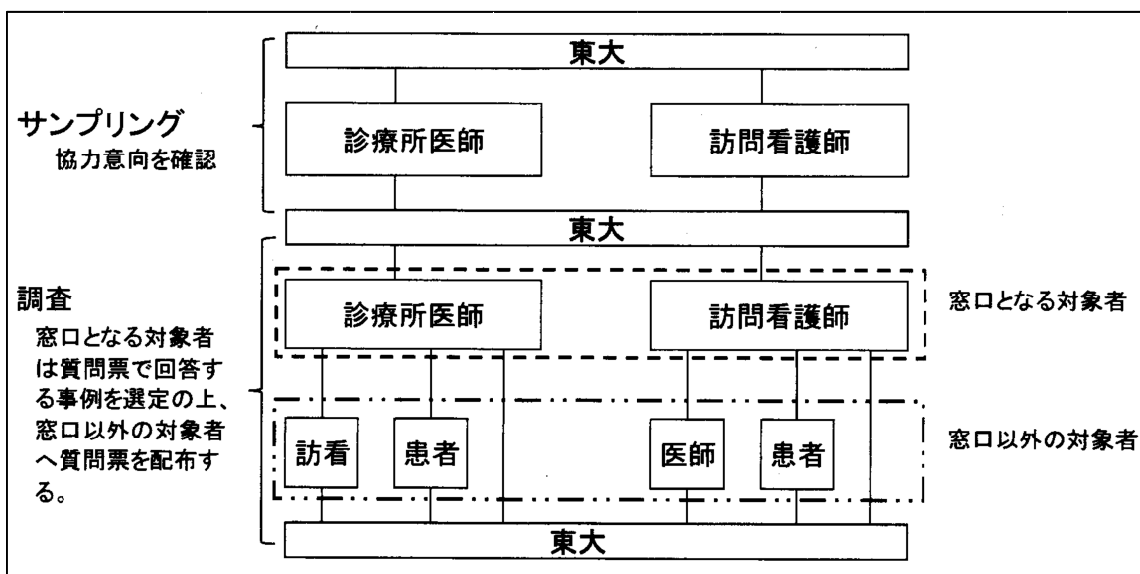 東大
サンプリング
協力意向を確認
診療所医師
訪問看護師
東大
調査
窓口となる対象者
は質問票で回答す
る事例を選定の上、
窓口以外の対象者
へ質問票を配布す
る。
診療所医師
訪問看護師
窓口となる対象者
訪看
患者
医師
患者
窓口以外の対象者
東大